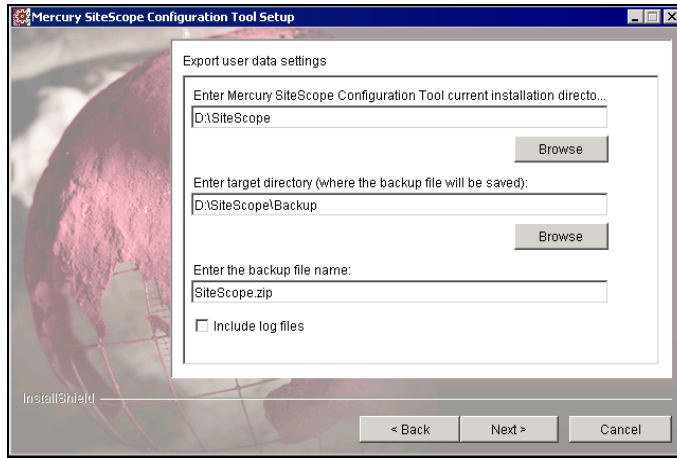 Mercury SiteScope Configuration Tool Setup
Export user data settings
Enter Mercury SiteScope Configuration Tool current installation directo...
D:\SiteScope
Browse
Enter target directory (where the backup file will be saved):
D:\SiteScope\Backup
Browse
Enter the backup file name:
SiteScope.zip
Include log files
InstallShield
< Back Next > Cancel